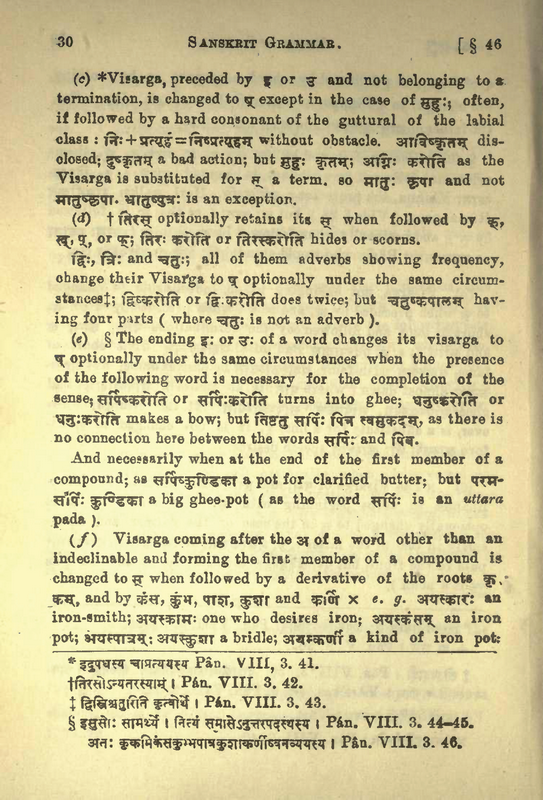 30 SANSKRIT GRAMMAR. [ § 46
(c) *Visarga, preceded by इ or उ and not belonging to a
termination, is changed to ष् except in the case of मुहुः; often,
if followed by a hard consonant of the guttural of the labial
class : निः+प्रत्यूहं=निष्प्रत्यूहम् without obstacle. आविष्कृतम् dis-
closed; दुष्कृतम् a bad action; but मुहुः कृतम्; अग्निः करोति as the
Visarga is substituted for स् a term. so मातुः कृपा and not
मातुष्कृपा. भ्रातुष्पुत्रः is an exception.
(d) † तिरस् optionally retains its स् when followed by क्,
ख्, प्, or फ्; तिरः करोति or तिरस्करोति hides or scorns.
द्विः, त्रिः and चतुः; all of them adverbs showing frequency,
change their Visarga to ष् optionally under the same circum-
stances‡; द्विष्करोति or द्विः करोति does twice; but चतुष्कपालम् hav-
ing four parts ( where चतुः is not an adverb ).
(e) § The ending इः or उः of a word changes its visarga to
ष् optionally under the same circumstances when the presence
of the following word is necessary for the completion of the
sense; सर्पिष्करोति or सर्पिःकरोति turns into ghee; धनुष्करोति or
धनुःकरोति makes a bow; but तिष्टतु सर्पिः पिब त्वमुदकम्, as there is
no connection here between the words सर्पिः and पिब.
And necessarily when at the end of the first member of a
compound; as सर्पिष्कुण्डिका a pot for clarified butter; but परम-
सर्पिः कुण्डिका a big ghee-pot ( as the word सर्पिः is an uttara
pada ).
(f) Visarga coming after the अ of a word other than an
indeclinable and forming the first member of a compound is
changed to स् when followed by a derivative of the roots कृ,
कम्, and by कंस, कुंभ, पाश, कुशा and कर्णि × e. g. अयस्कारः an
iron-smith; अयस्कामः one who desires iron; अयस्कंसम् an iron
pot; अयस्पात्रम्; अयस्कुशा a bridle; अयस्कर्णी a kind of iron pot:
* इदुपधस्य चाप्रत्ययस्य Pân. VIII, 3. 41.
†तिरसोऽन्यतरस्याम् । Pán. VIII. 3. 42.
‡ द्विस्त्रिश्चतुरिति कृत्वोर्थे । Pán. VIII. 3. 43.
§ इसुसोः सामर्थ्ये । नित्यं समासेऽनुत्तरपदस्थस्य । Pán. VIII. 3. 44-45.
अतः कृकमिकंसकुम्भपात्रकुशाकर्णीष्वनव्ययस्य । Pân. VIII. 3. 46.